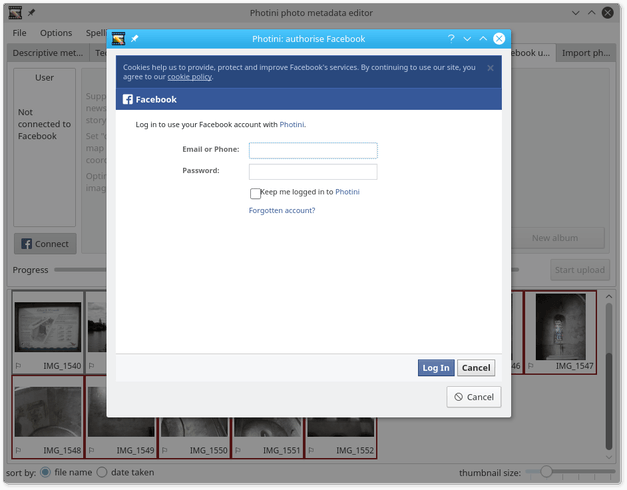 Photini photo metadata editor
File Options Spell
Descriptive met... Te
ebook u... Import ph...
Photini: authorise Facebook
?
Cookies help us to provide, protect and improve Facebook's services. By continuing to use our site, you
agree to our cookie policy.
Facebook
Log in to use your Facebook account with Photini.
Email or Phone:
Password:
Keep me logged in to Photini
Forgotten account?
Log In Cancel
Cancel
User
Not
connected to
Facebook
Supp
news
story.
Set "c
map
coord
Optir
imag
Connect
New album
Progress
Start upload
IMG_1540
46
IMG_1547
IMG_1548 IMG_1549 IMG_1550 IMG_1551 IMG_1552
sort by: file name date taken thumbnail size: